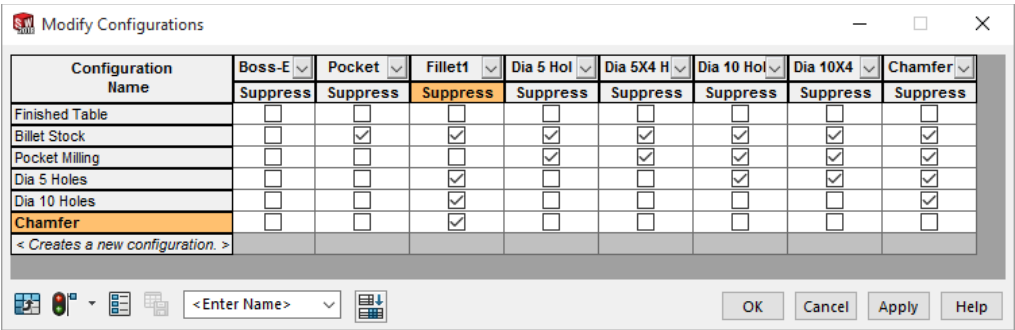 Modify Configurations
Configuration Name Boss-E Pocket Fillet1 Dia 5 Hol Dia 5X4 H Dia 10 Hol Dia 10X4 Chamfer
Suppress Suppress Suppress Suppress Suppress Suppress Suppress Suppress
Finished Table
Billet Stock
Pocket Milling
Dia 5 Holes
Dia 10 Holes
Chamfer
< Creates a new configuration. >
<Enter Name> OK Cancel Apply Help